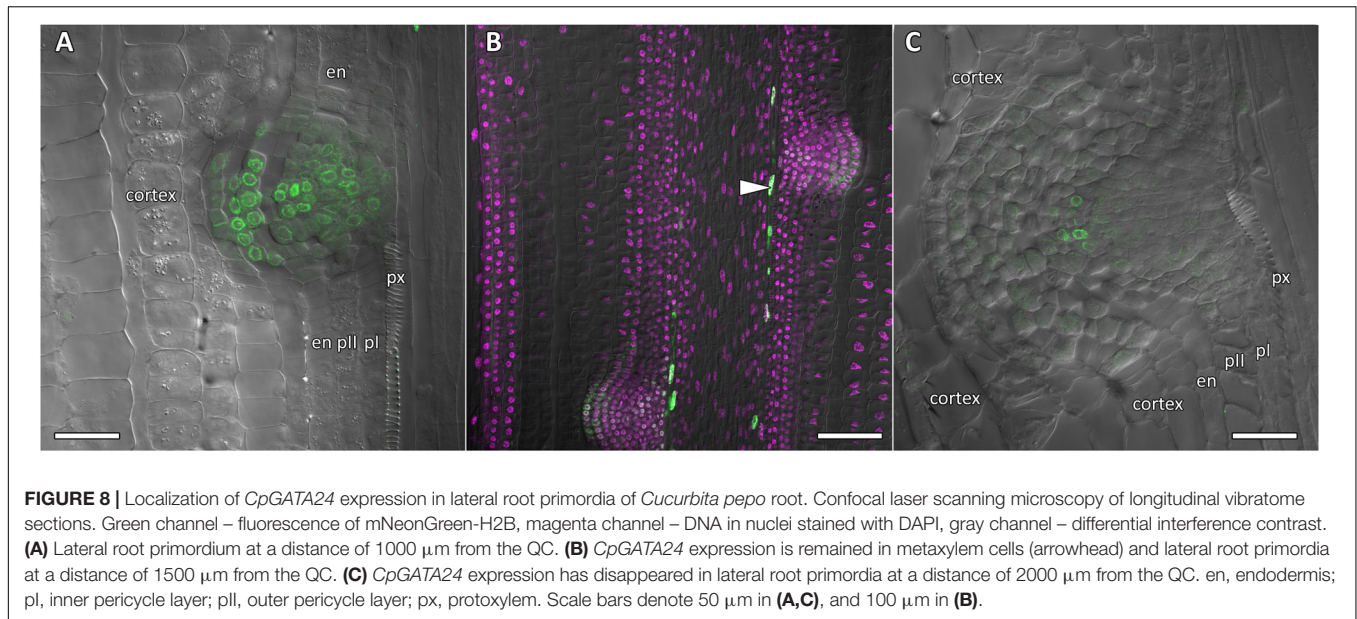 A
en
cortex
px
en pII pI
B
C
cortex
px
pI
pII
en
cortex
cortex
FIGURE 8 | Localization of CpGATA24 expression in lateral root primordia of Cucurbita pepo root. Confocal laser scanning microscopy of longitudinal vibratome
sections. Green channel – fluorescence of mNeonGreen-H2B, magenta channel – DNA in nuclei stained with DAPI, gray channel – differential interference contrast.
(A) Lateral root primordium at a distance of 1000 μm from the QC. (B) CpGATA24 expression is remained in metaxylem cells (arrowhead) and lateral root primordia
at a distance of 1500 μm from the QC. (C) CpGATA24 expression has disappeared in lateral root primordia at a distance of 2000 μm from the QC. en, endodermis;
pI, inner pericycle layer; pII, outer pericycle layer; px, protoxylem. Scale bars denote 50 μm in (A,C), and 100 μm in (B).